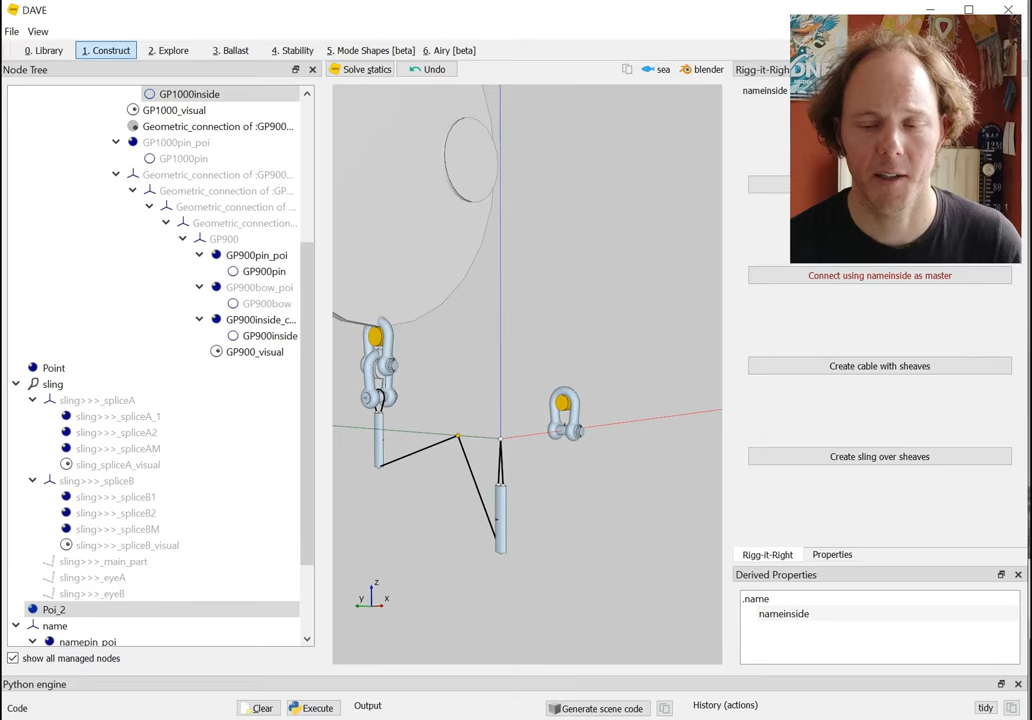 DAVE
File View
0. Library 1. Construct 2. Explore 3. Ballast 4. Stability 5. Mode Shapes [beta] 6. Airy [beta]
Node Tree
Solve statics Undo sea blender
Rigg-it-Right
nameinside
GP1000inside
GP1000_visual
Geometric_connection of :GP900...
GP1000pin_poi
GP1000pin
Geometric_connection of :GP900...
Geometric_connection of :GP...
Geometric_connection of ...
Geometric_connection...
GP900
GP900pin_poi
GP900pin
GP900bow_poi
GP900bow
GP900inside_c...
GP900inside
GP900_visual
Point
sling
sling>>>_spliceA
sling>>>_spliceA_1
sling>>>_spliceA2
sling>>>_spliceAM
sling_spliceA_visual
sling>>>_spliceB
sling>>>_spliceB1
sling>>>_spliceB2
sling>>>_spliceBM
sling>>>_spliceB_visual
sling>>>_main_part
sling>>>_eyeA
sling>>>_eyeB
Poi_2
name
namepin_poi
show all managed nodes
z
y x
Connect using nameinside as master
Create cable with sheaves
Create sling over sheaves
Rigg-it-Right Properties
Derived Properties
.name
nameinside
Python engine
Code Clear Execute Output Generate scene code History (actions) tidy